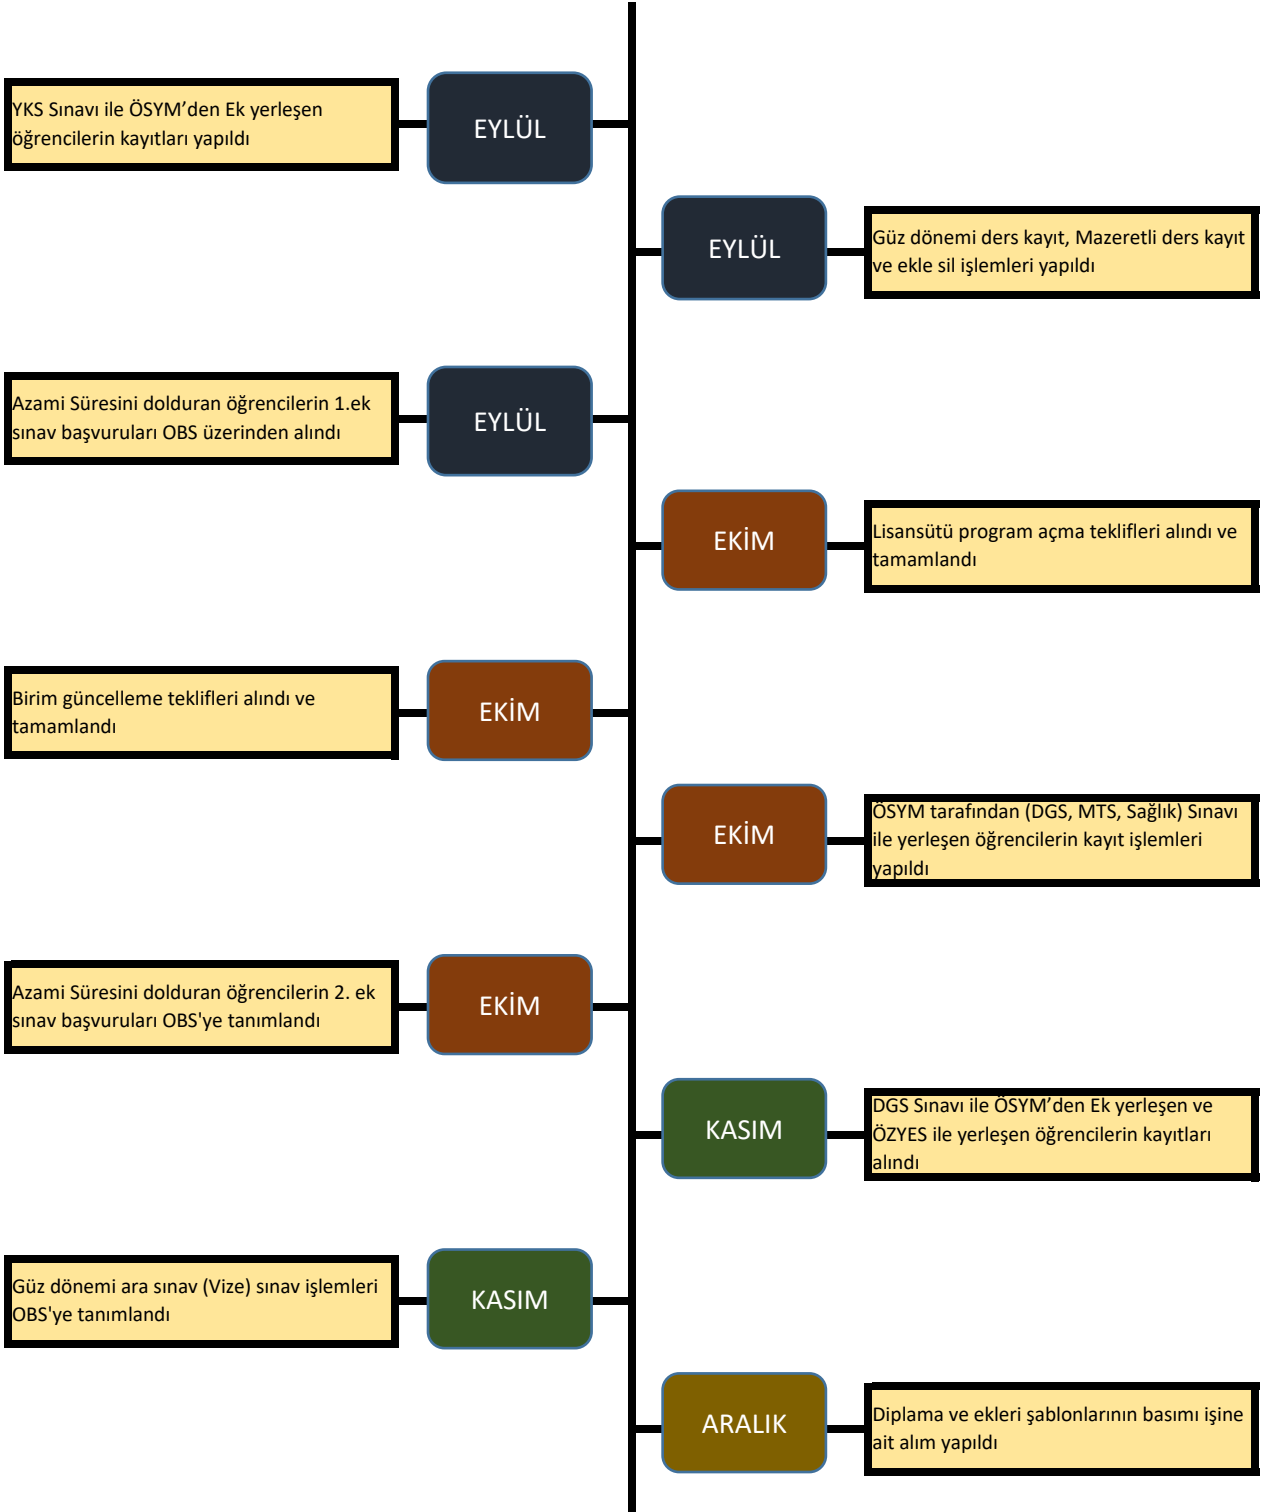 YKS Sınavı ile ÖSYM’den Ek yerleşen
öğrencilerin kayıtları yapıldı
EYLÜL
EYLÜL
Güz dönemi ders kayıt, Mazeretli ders kayıt
ve ekle sil işlemleri yapıldı
Azami Süresini dolduran öğrencilerin 1.ek
sınav başvuruları OBS üzerinden alındı
EYLÜL
EKİM
Lisansütü program açma teklifleri alındı ve
tamamlandı
Birim güncelleme teklifleri alındı ve
tamamlandı
EKİM
EKİM
ÖSYM tarafından (DGS, MTS, Sağlık) Sınavı
ile yerleşen öğrencilerin kayıt işlemleri
yapıldı
Azami Süresini dolduran öğrencilerin 2. ek
sınav başvuruları OBS'ye tanımlandı
EKİM
KASIM
DGS Sınavı ile ÖSYM’den Ek yerleşen ve
ÖZYES ile yerleşen öğrencilerin kayıtları
alındı
Güz dönemi ara sınav (Vize) sınav işlemleri
OBS'ye tanımlandı
KASIM
ARALIK
Diplama ve ekleri şablonlarının basımı işine
ait alım yapıldı